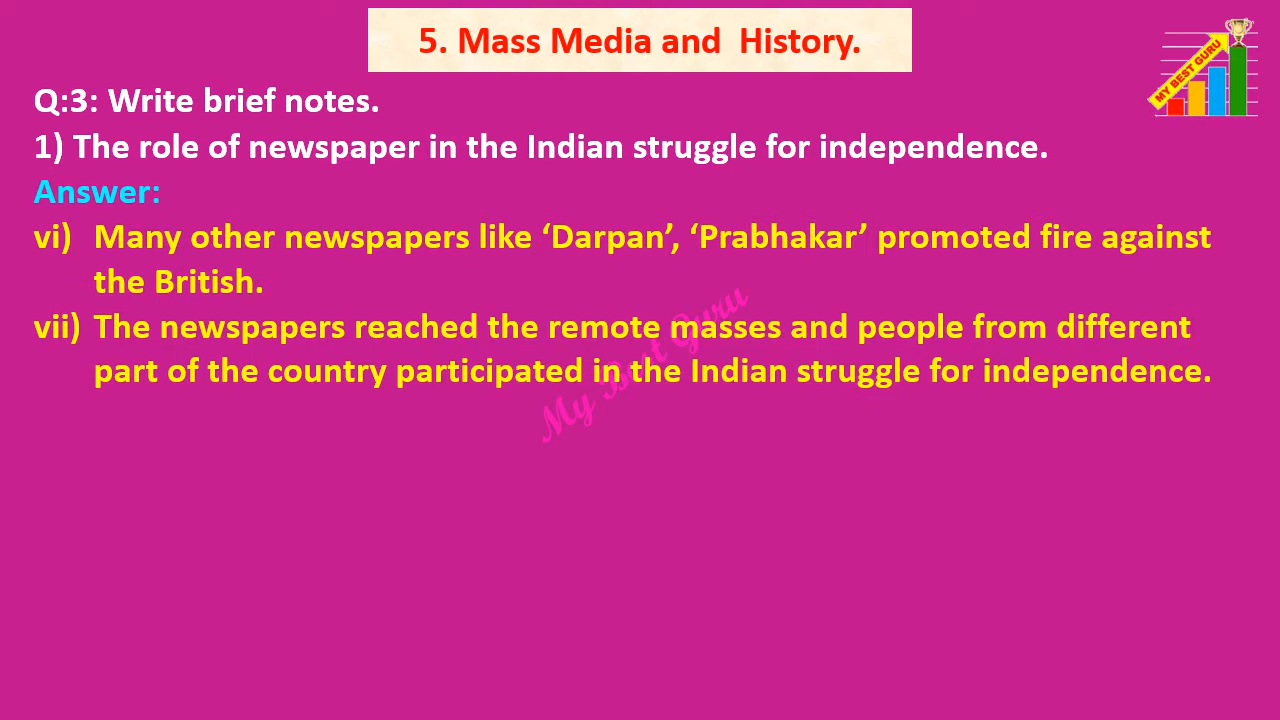 5. Mass Media and  History.
MY BEST GURU
Q:3: Write brief notes.
1) The role of newspaper in the Indian struggle for independence.
Answer:
vi) Many other newspapers like ‘Darpan’, ‘Prabhakar’ promoted fire against
the British.
vii) The newspapers reached the remote masses and people from different
part of the country participated in the Indian struggle for independence.
My Best Guru